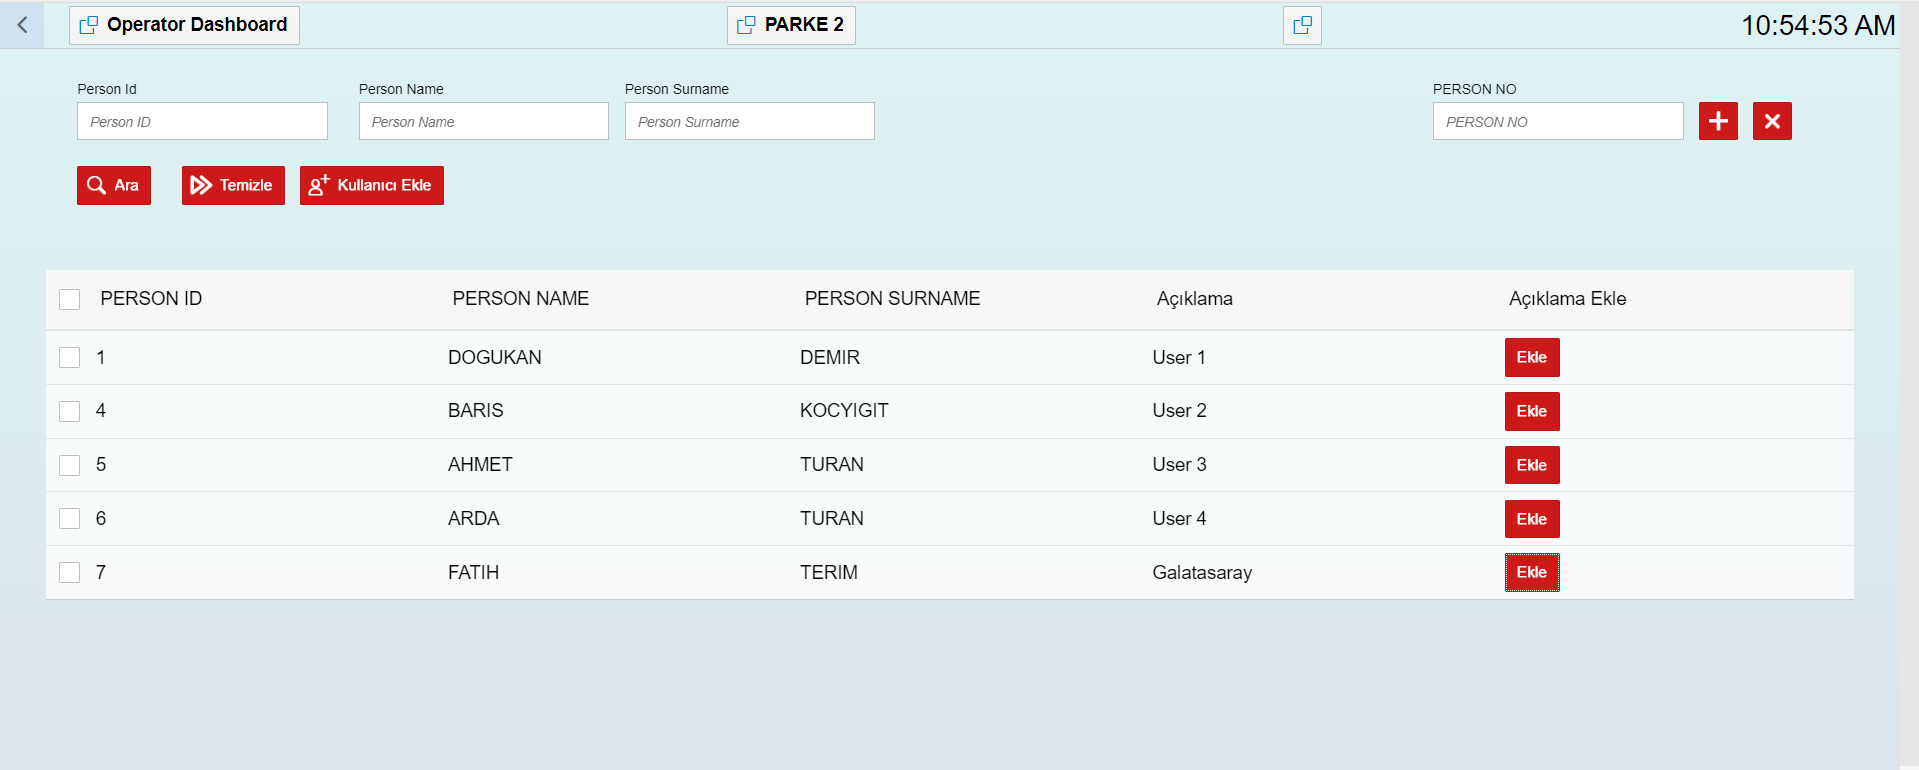 Operator Dashboard PARKE 2 10:54:53 AM
Person Id Person Name Person Surname PERSON NO
Person ID Person Name Person Surname PERSON NO
Ara Temizle Kullanıcı Ekle
PERSON ID PERSON NAME PERSON SURNAME Açıklama Açıklama Ekle
1 DOGUKAN DEMIR User 1 Ekle
4 BARIS KOCYIGIT User 2 Ekle
5 AHMET TURAN User 3 Ekle
6 ARDA TURAN User 4 Ekle
7 FATIH TERIM Galatasaray Ekle